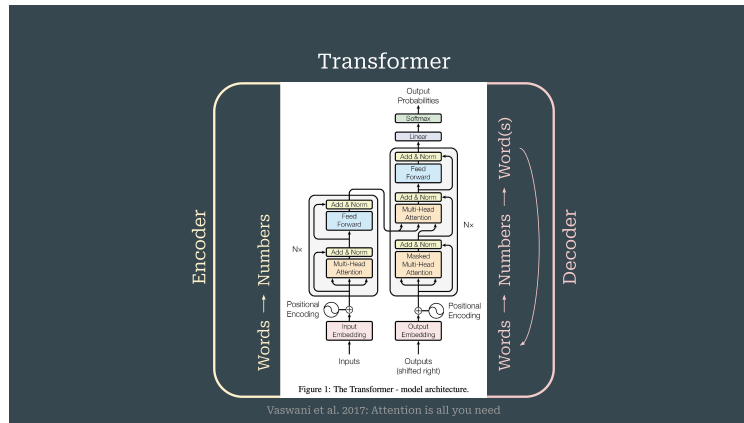 Transformer
Encoder
Words → Numbers
Output
Probabilities
Softmax
Linear
Add & Norm
Feed
Forward
Add & Norm
Multi-Head
Attention
Add & Norm
Masked
Multi-Head
Attention
Nx
Positional
Encoding
Output
Embedding
Outputs
(shifted right)
Add & Norm
Feed
Forward
Add & Norm
Multi-Head
Attention
Nx
Positional
Encoding
Input
Embedding
Inputs
Figure 1: The Transformer - model architecture.
Words → Numbers → Word(s)
Decoder
Vaswani et al. 2017: Attention is all you need